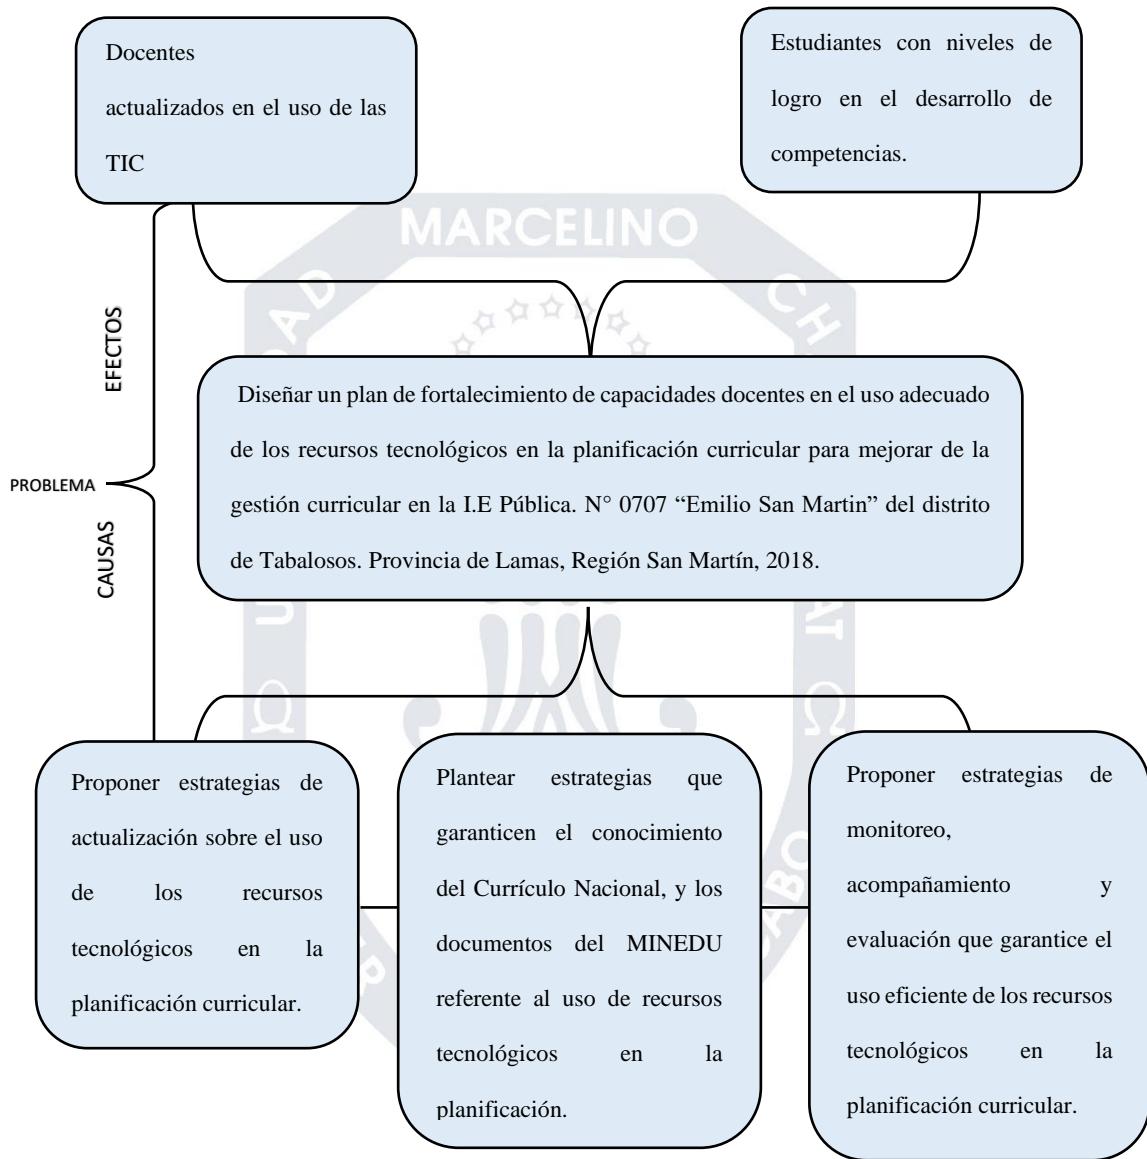 Docentes
actualizados en el uso de las
TIC
Estudiantes con niveles de
logro en el desarrollo de
competencias.
MARCELINO
CH
DAD
EFECTOS
Diseñar un plan de fortalecimiento de capacidades docentes en el uso adecuado
de los recursos tecnológicos en la planificación curricular para mejorar de la
gestión curricular en la I.E Pública. N° 0707 “Emilio San Martin” del distrito
de Tabalosos. Provincia de Lamas, Región San Martín, 2018.
PROBLEMA
CAUSAS
Proponer estrategias de
actualización sobre el uso
de los recursos
tecnológicos en la
planificación curricular.
Plantear estrategias que
garanticen el conocimiento
del Currículo Nacional, y los
documentos del MINEDU
referente al uso de recursos
tecnológicos en la
planificación.
Proponer estrategias de
monitoreo,
acompañamiento y
evaluación que garantice el
uso eficiente de los recursos
tecnológicos en la
planificación curricular.